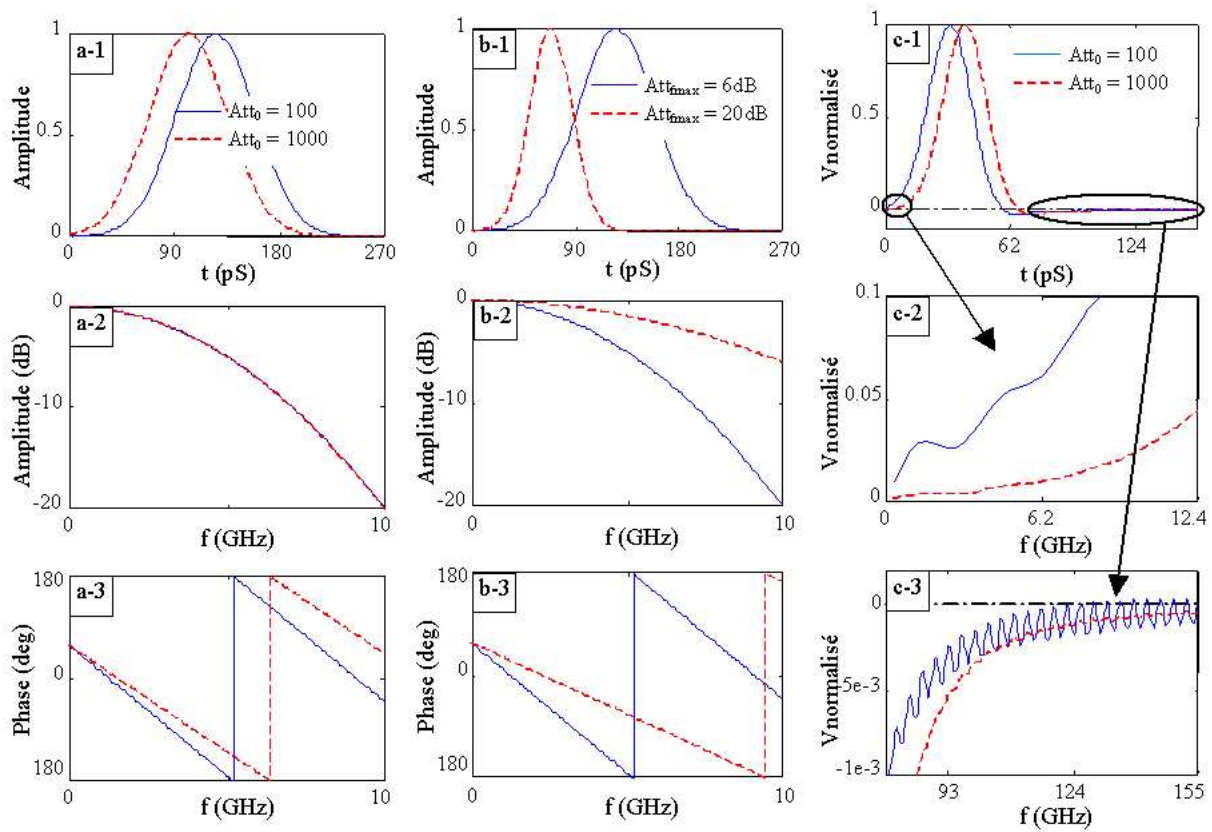 a-1
1
0.5
0
0
90
180
270
Amplitude
t (pS)
Att₀ = 100
Att₀ = 1000
b-1
1
0.5
0
0
90
180
270
Amplitude
t (pS)
Att_fmax = 6dB
Att_fmax = 20dB
c-1
1
0.5
0
0
62
124
Vnormalisé
t (pS)
Att₀ = 100
Att₀ = 1000
a-2
0
-10
-20
0
10
Amplitude (dB)
f (GHz)
b-2
0
-10
-20
0
10
Amplitude (dB)
f (GHz)
c-2
0.1
0.05
0
0
6.2
12.4
Vnormalisé
f (GHz)
a-3
180
0
180
0
10
Phase (deg)
f (GHz)
b-3
180
0
180
0
10
Phase (deg)
f (GHz)
c-3
0
-5e-3
-1e-3
93
124
155
Vnormalisé
f (GHz)